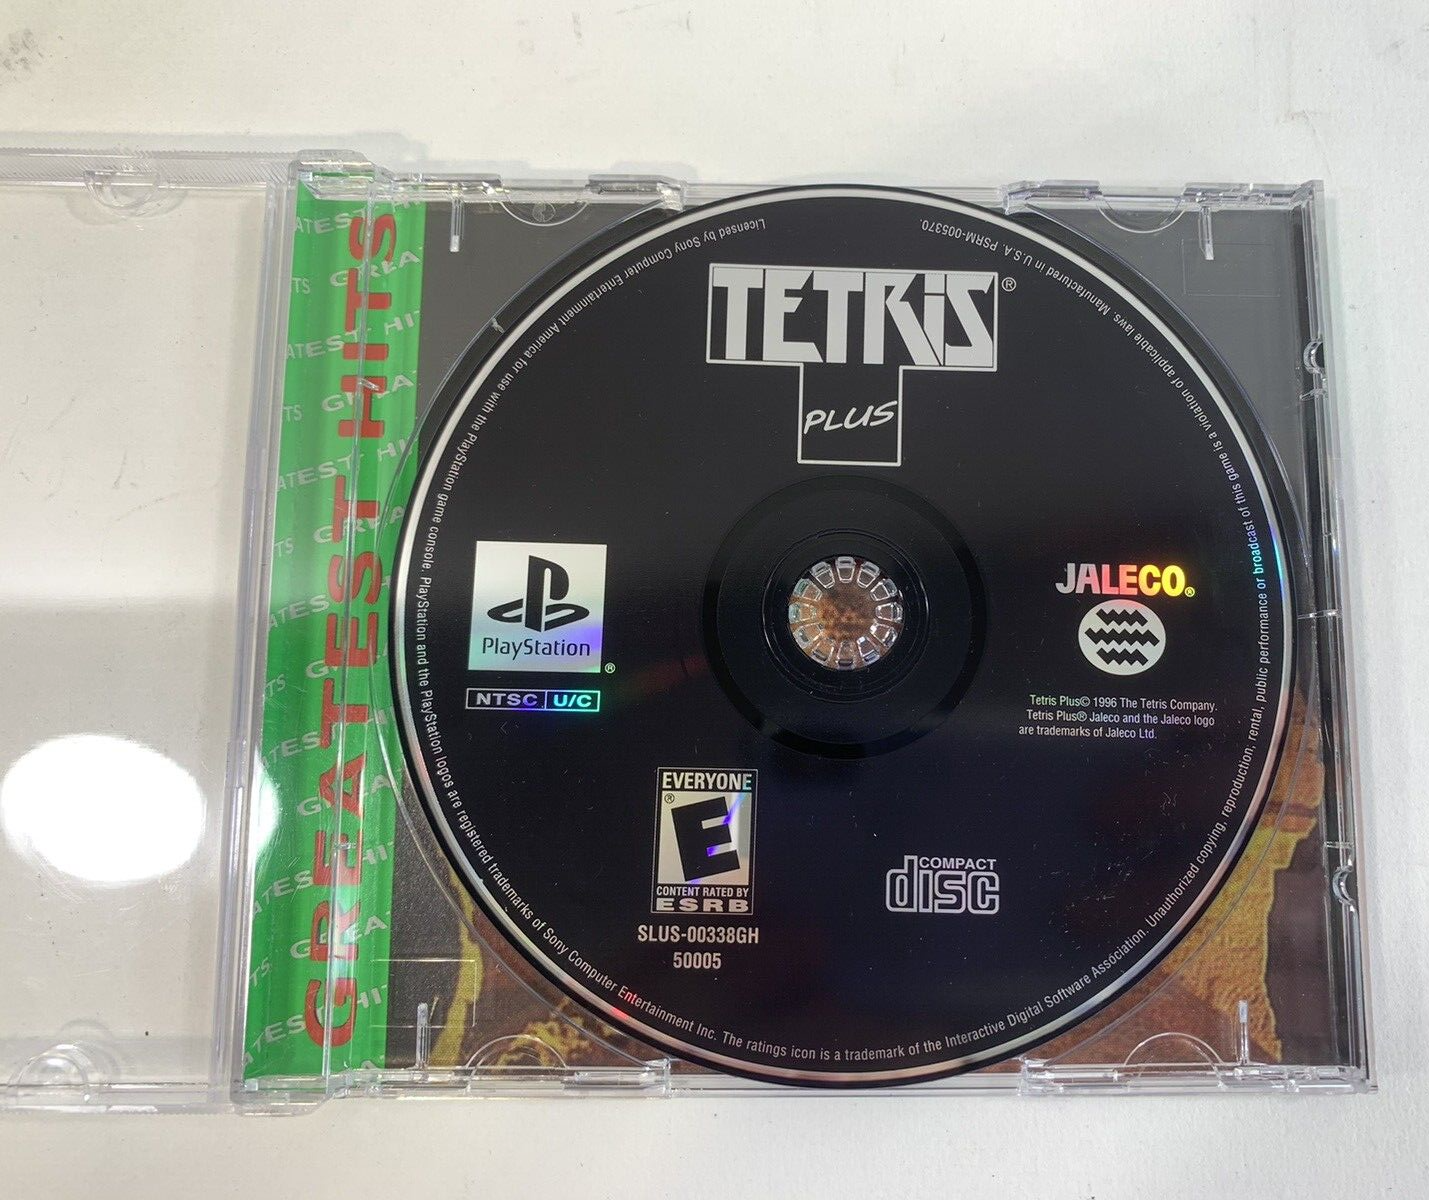 GREATEST HITS
TETRIS®
PLUS
PlayStation®
NTSC U/C
JALECO®
Tetris Plus© 1996 The Tetris Company.
Tetris Plus® Jaleco and the Jaleco logo
are trademarks of Jaleco Ltd.
EVERYONE
E®
CONTENT RATED BY
ESRB
SLUS-00338GH
50005
COMPACT
disc
Licensed by Sony Computer Entertainment America for use with the PlayStation game console. PlayStation and the PlayStation logos are registered trademarks of Sony Computer Entertainment Inc. The ratings icon is a trademark of the Interactive Digital Software Association. Unauthorized copying, reproduction, rental, public performance or broadcast of this game is a violation of applicable laws. Manufactured in U.S.A. PSRM-005370.